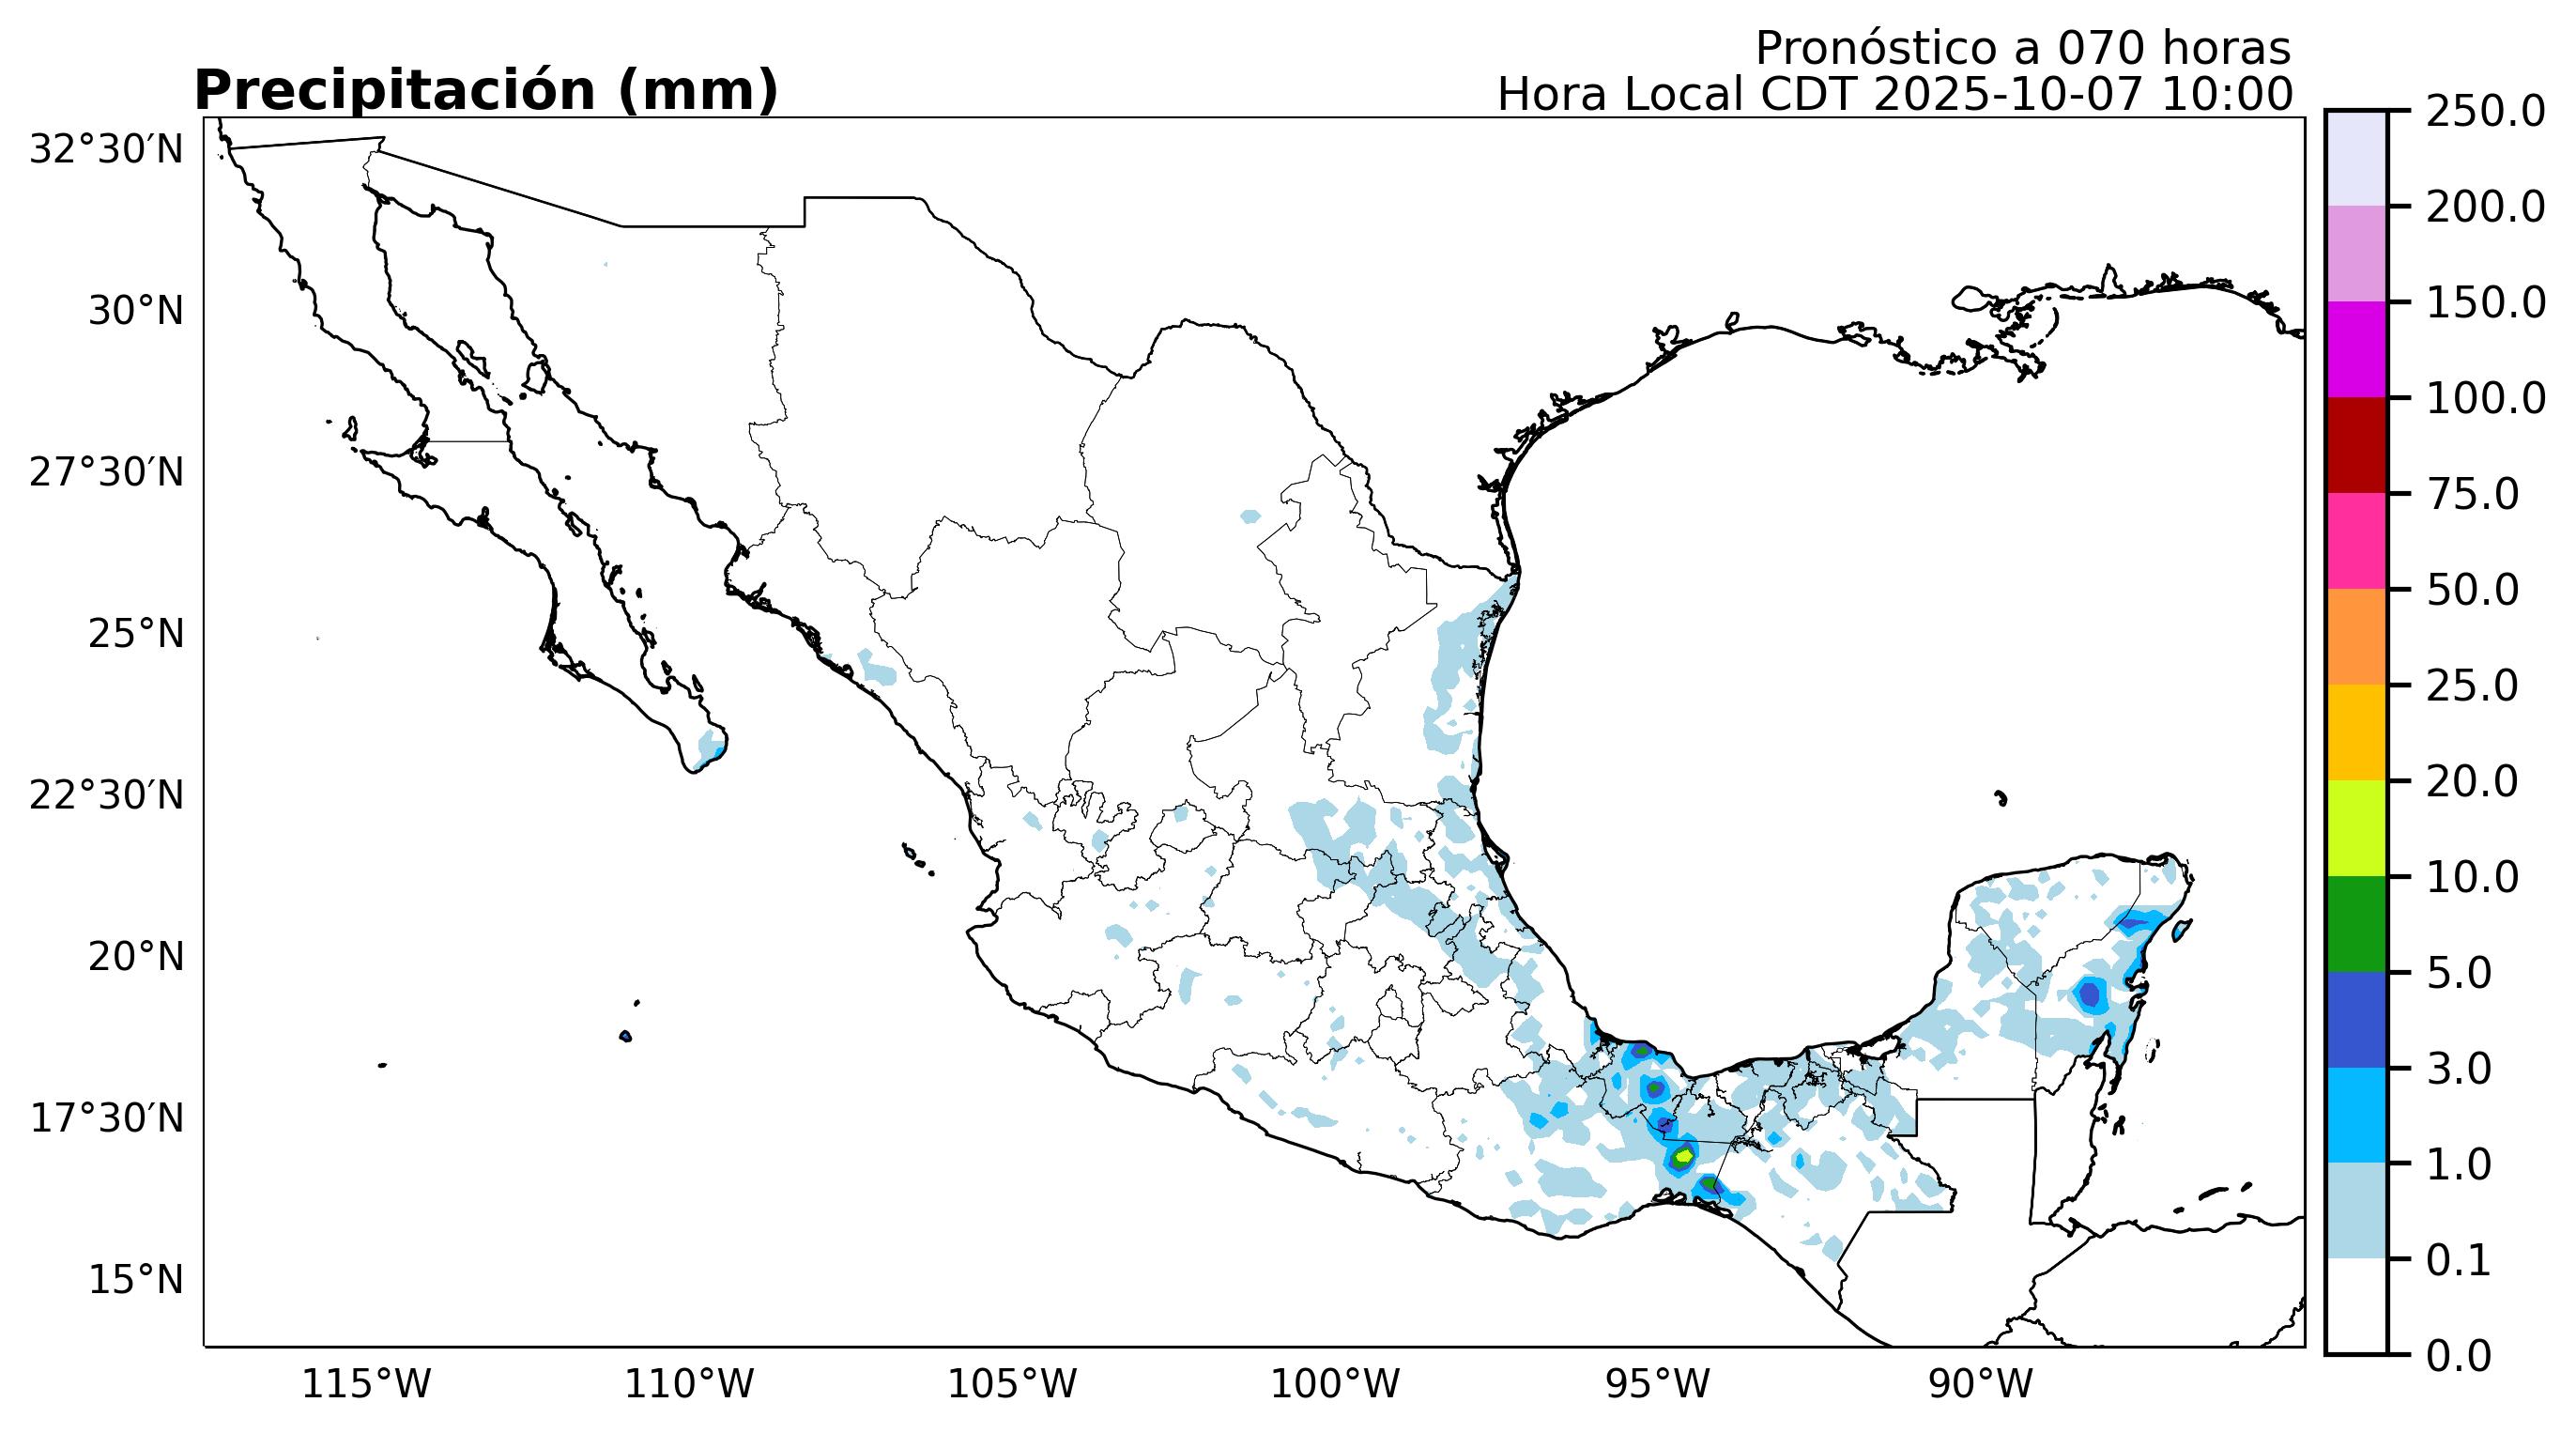 Pronóstico a 070 horas
Precipitación (mm)
Hora Local CDT 2025-10-07 10:00
32°30′N
30°N
27°30′N
25°N
22°30′N
20°N
17°30′N
15°N
115°W
110°W
105°W
100°W
95°W
90°W
250.0
200.0
150.0
100.0
75.0
50.0
25.0
20.0
10.0
5.0
3.0
1.0
0.1
0.0